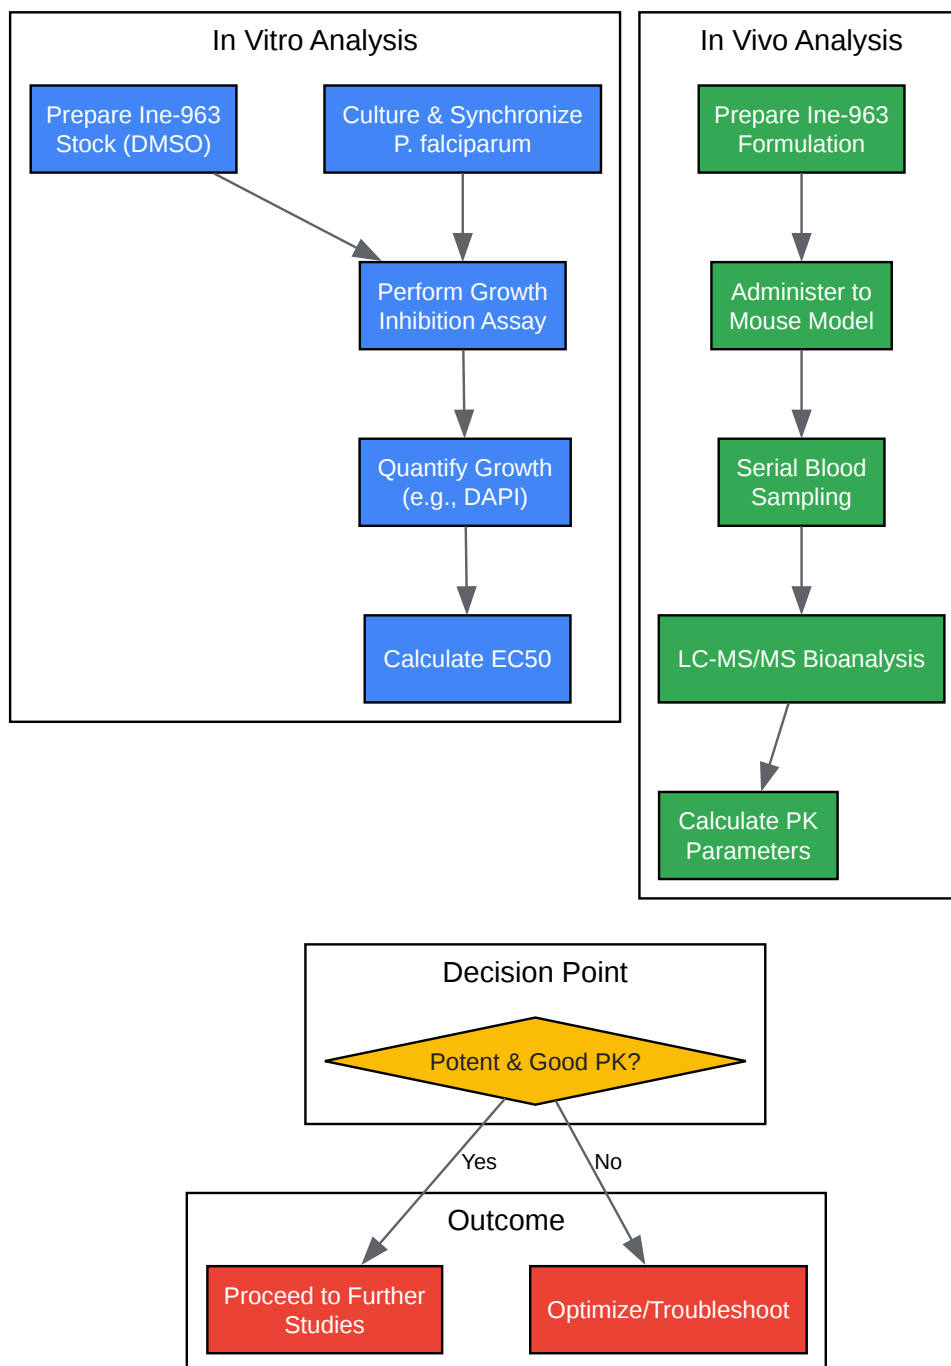 In Vitro Analysis
Prepare Ine-963
Stock (DMSO)
Culture & Synchronize
P. falciparum
Perform Growth
Inhibition Assay
Quantify Growth
(e.g., DAPI)
Calculate EC50
In Vivo Analysis
Prepare Ine-963
Formulation
Administer to
Mouse Model
Serial Blood
Sampling
LC-MS/MS Bioanalysis
Calculate PK
Parameters
Decision Point
Potent & Good PK?
Yes
No
Outcome
Proceed to Further
Studies
Optimize/Troubleshoot